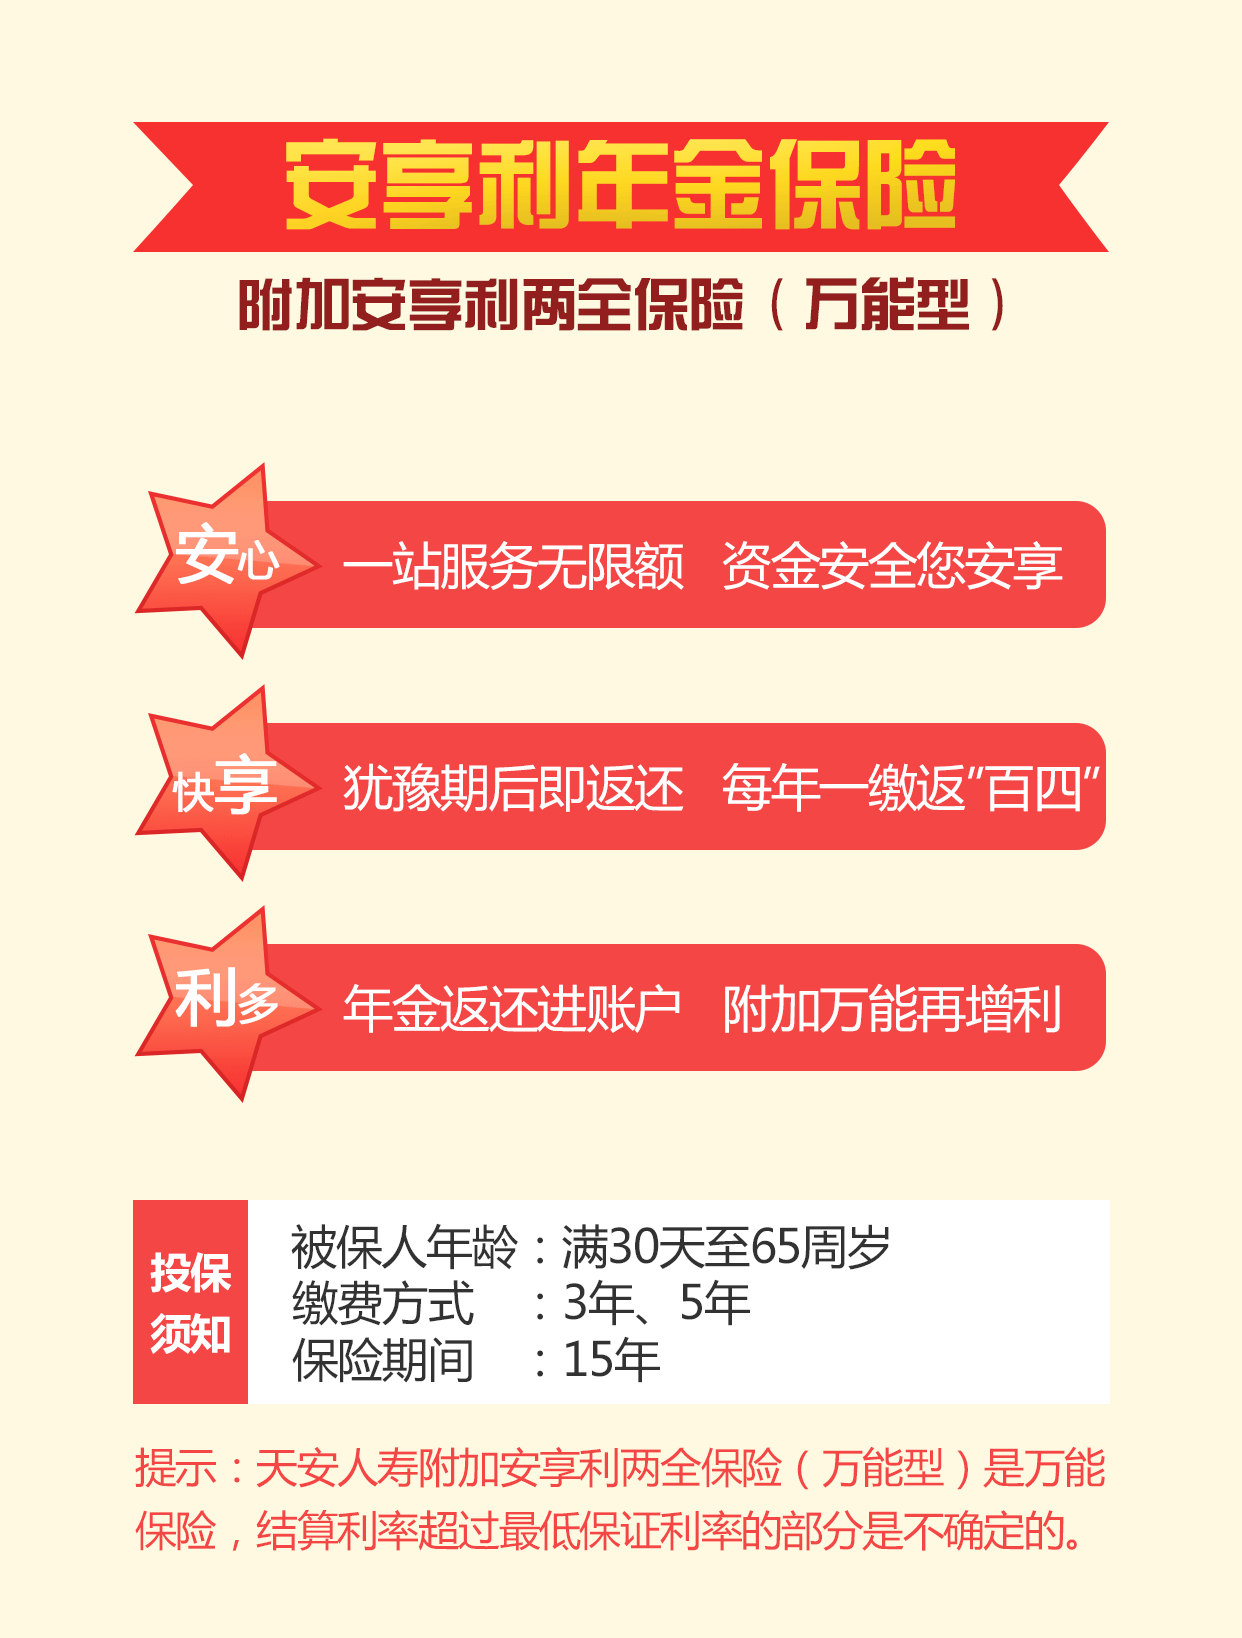 安享利年金保险
附加安享利两全保险（万能型）
安心 一站服务无限额 资金安全您安享
快享 犹豫期后即返还 每年一缴返"百四"
利多 年金返还进账户 附加万能再增利
投保
须知
被保人年龄：满30天至65周岁
缴费方式 ：3年、5年
保险期间 ：15年
提示：天安人寿附加安享利两全保险（万能型）是万能
保险，结算利率超过最低保证利率的部分是不确定的。